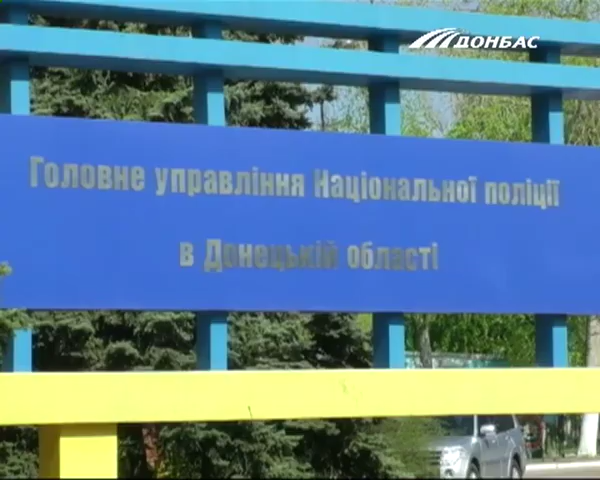 ДОНБАС
Головне управління Національної поліції
в Донецькій області